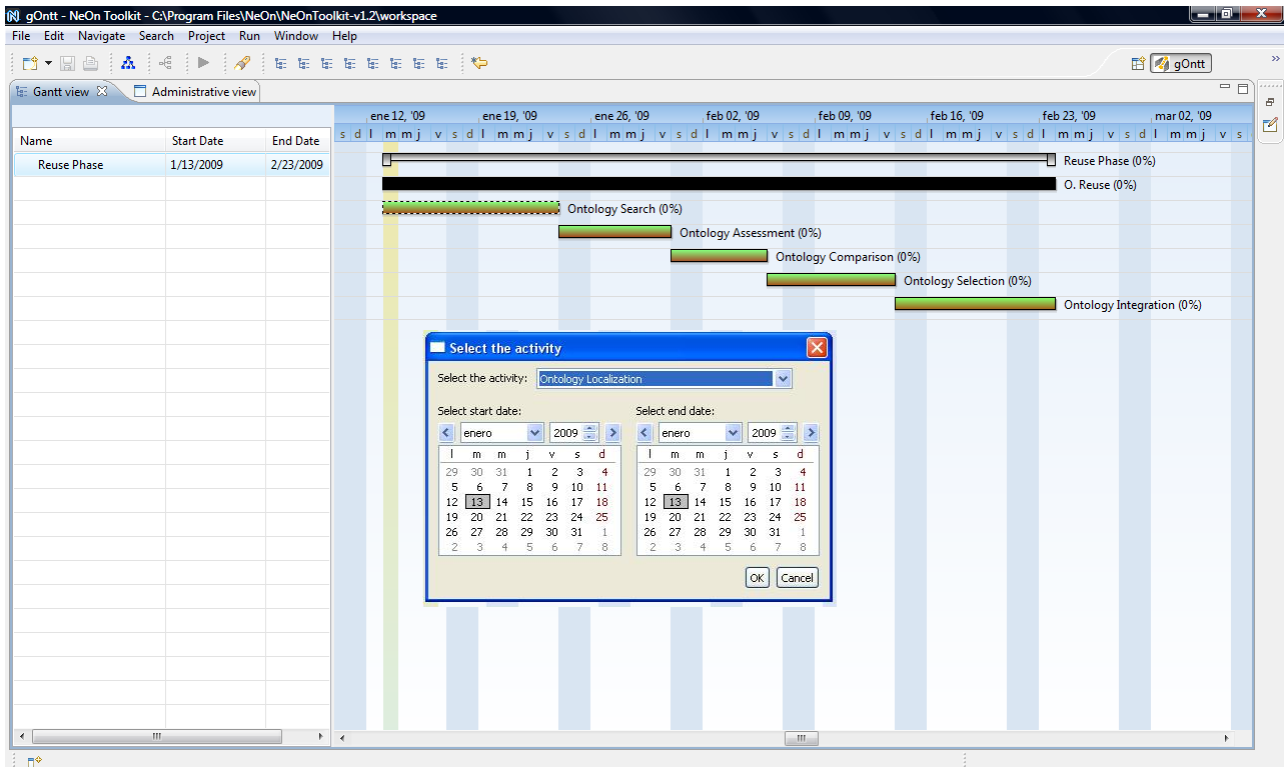 gOntt - NeOn Toolkit - C:\Program Files\NeOn\NeOnToolkit-v1.2\workspace
File Edit Navigate Search Project Run Window Help
gOntt
Gantt view Administrative view
ene 12, '09 ene 19, '09 ene 26, '09 feb 02, '09 feb 09, '09 feb 16, '09 feb 23, '09 mar 02, '09
Name Start Date End Date s d l m m j v s d l m m j v s d l m m j v s d l m m j v s d l m m j v s d l m m j v s d l m m j v s d l m m j v s
Reuse Phase 1/13/2009 2/23/2009 Reuse Phase (0%)
O. Reuse (0%)
Ontology Search (0%)
Ontology Assessment (0%)
Ontology Comparison (0%)
Ontology Selection (0%)
Ontology Integration (0%)
Select the activity
Select the activity: Ontology Localization
Select start date: Select end date:
enero 2009 enero 2009
l m m j v s d l m m j v s d
29 30 31 1 2 3 4 29 30 31 1 2 3 4
5 6 7 8 9 10 11 5 6 7 8 9 10 11
12 13 14 15 16 17 18 12 13 14 15 16 17 18
19 20 21 22 23 24 25 19 20 21 22 23 24 25
26 27 28 29 30 31 1 26 27 28 29 30 31 1
2 3 4 5 6 7 8 2 3 4 5 6 7 8
OK Cancel